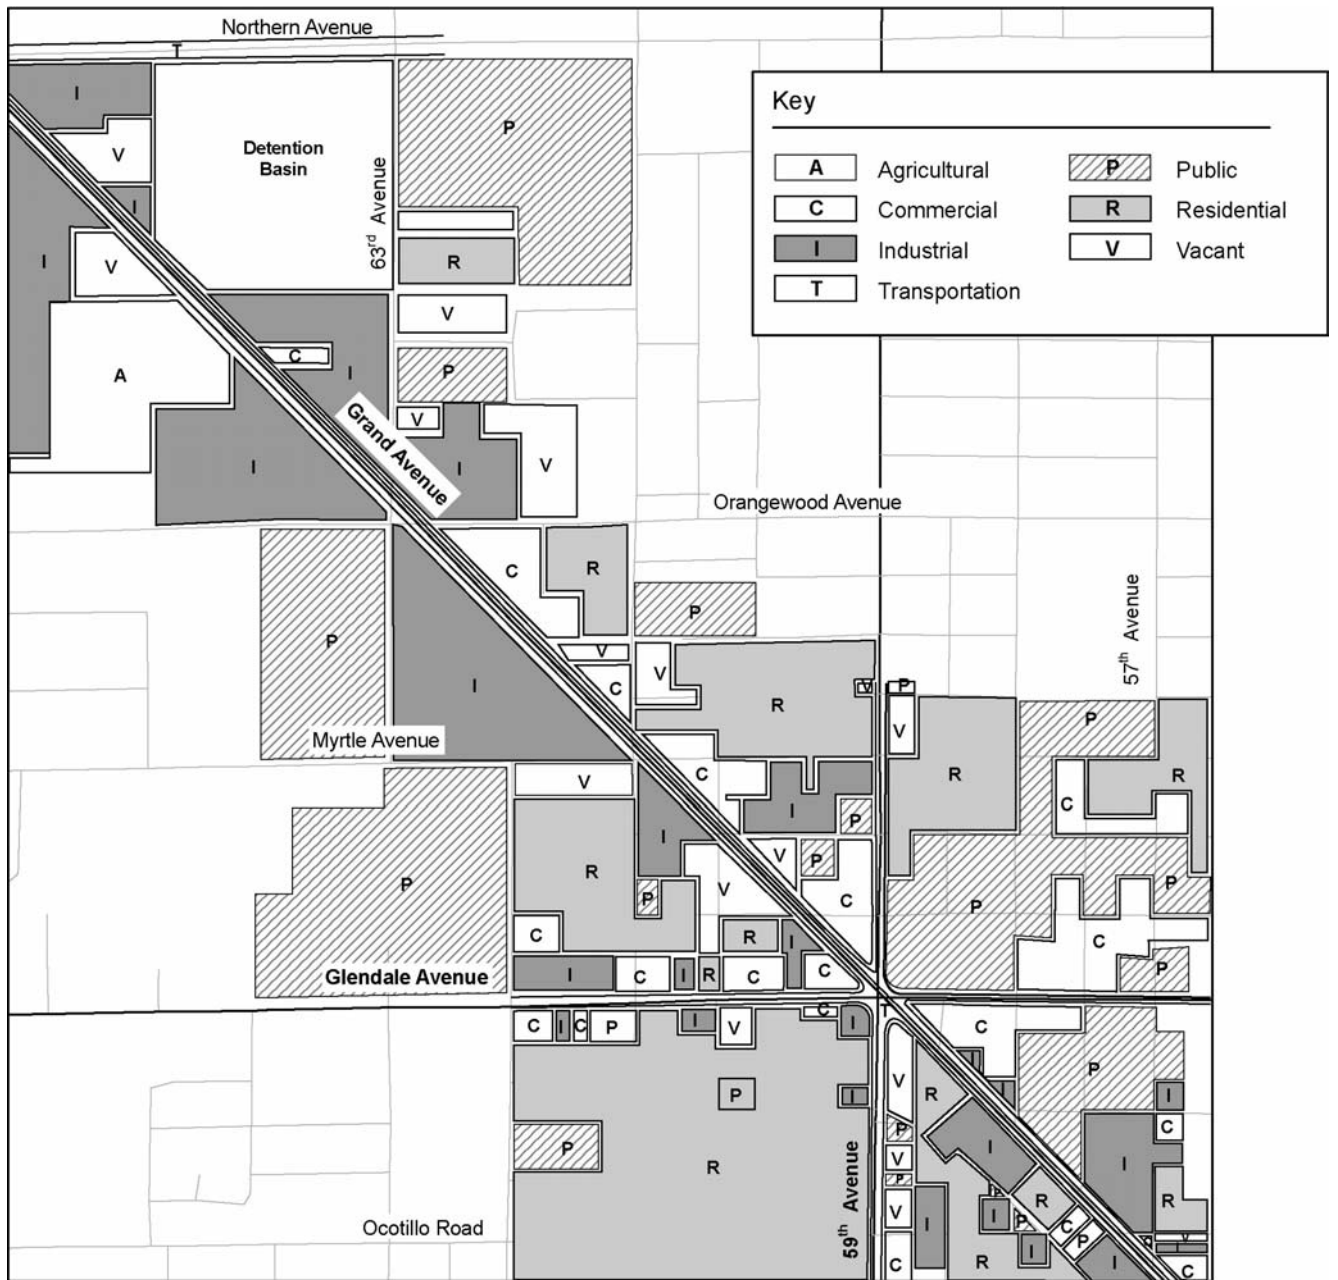 Northern Avenue
T
I
P
Key
Detention
Basin
V
A Agricultural
P Public
C Commercial
R Residential
I Industrial
V Vacant
T Transportation
I
63rd Avenue
I
V
R
V
C
I
P
A
Grand Avenue
V
I
I
V
Orangewood Avenue
C
R
P
P
57th Avenue
V
V
I
C
V
P
R
P
V
Myrtle Avenue
C
V
R
R
C
I
P
I
V
P
R
P
V
P
C
P
P
C
R
I
C
Glendale Avenue
I
C
I
R
C
C
P
C
I
C
P
I
V
C
I
T
C
I
V
P
R
P
I
I
I
C
P
P
V
I
I
R
P
P
R
R
V
I
I
P
C
Ocotillo Road
59th Avenue
P
V
I
C
R
I
C